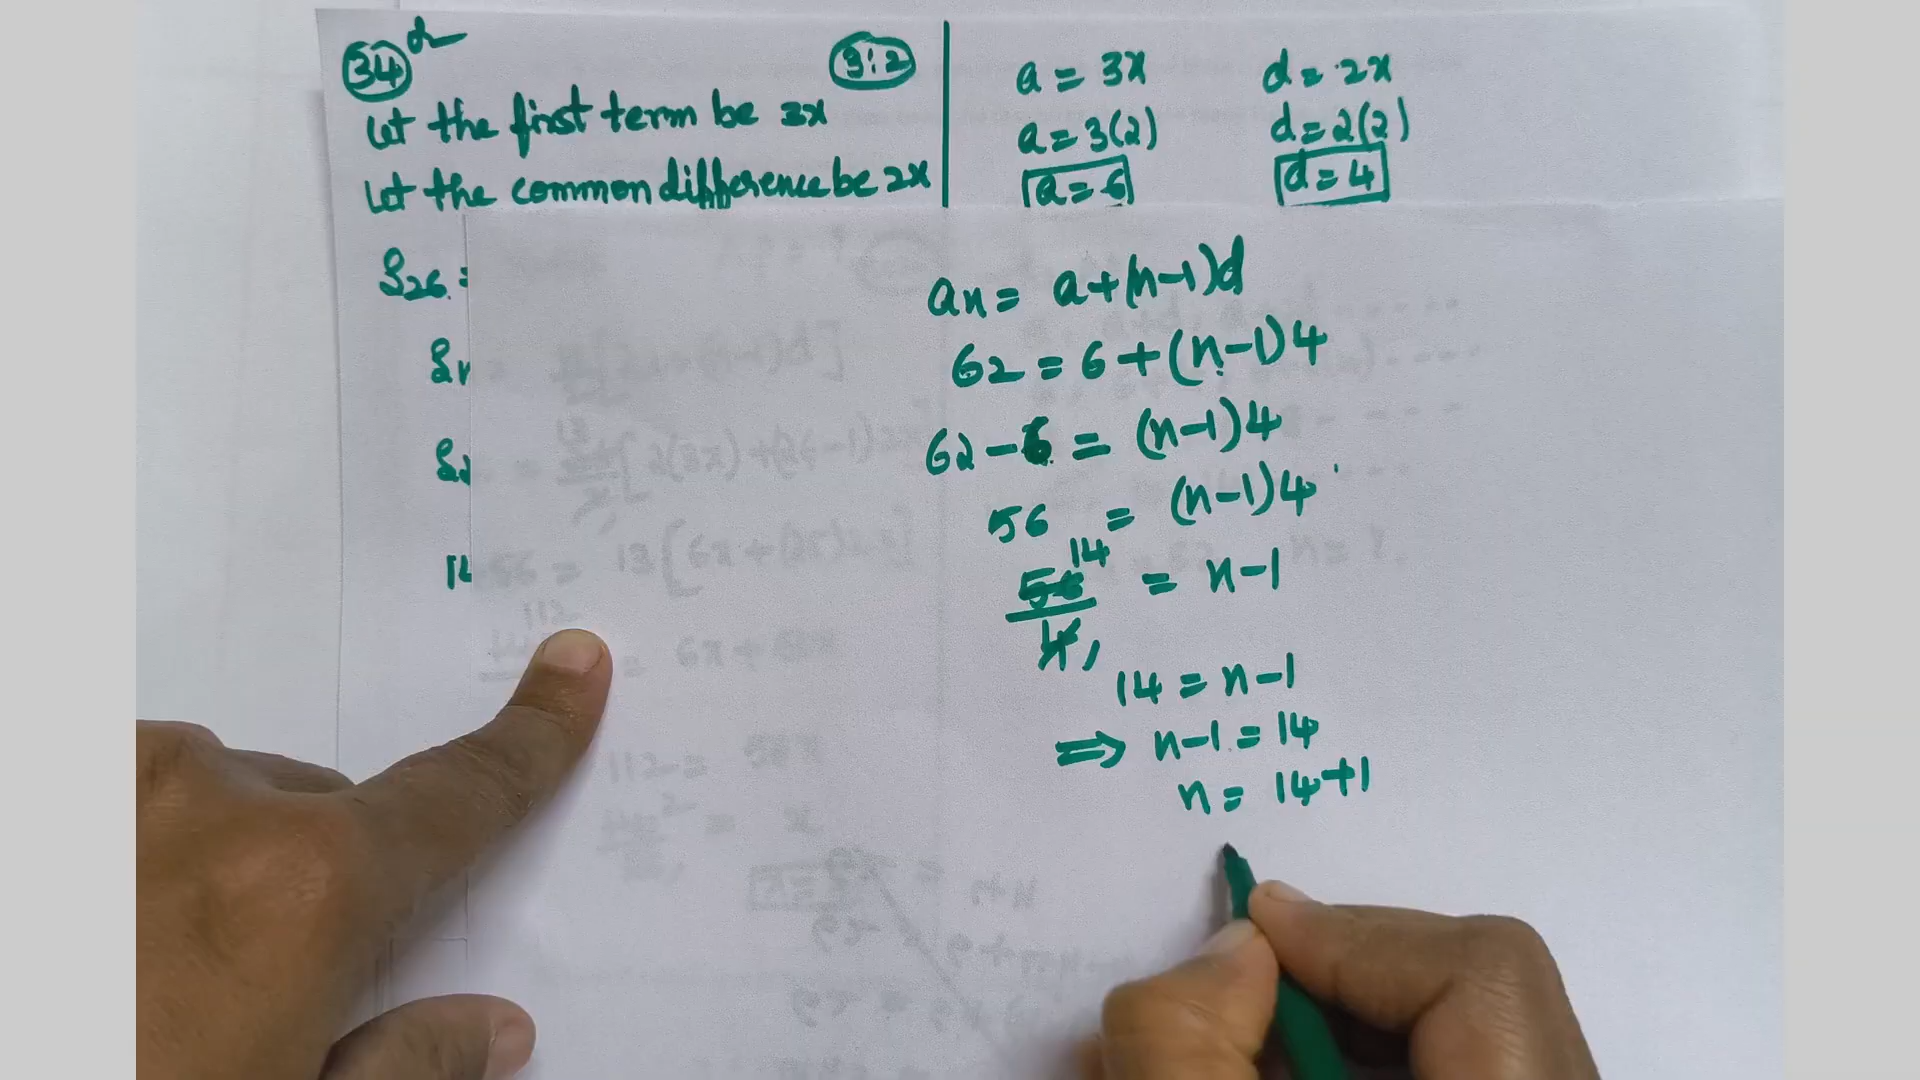 34
3:2
Let the first term be 3x
Let the common difference be 2x
S26 =
14
a = 3x
d = 2x
a = 3(2)
d = 2(2)
a = 6
d = 4
an = a+(n-1)d
62 = 6+(n-1)4
62-6 = (n-1)4
56 = (n-1)4
14
56/4 = n-1
14 = n-1
⇒ n-1 = 14
n = 14+1